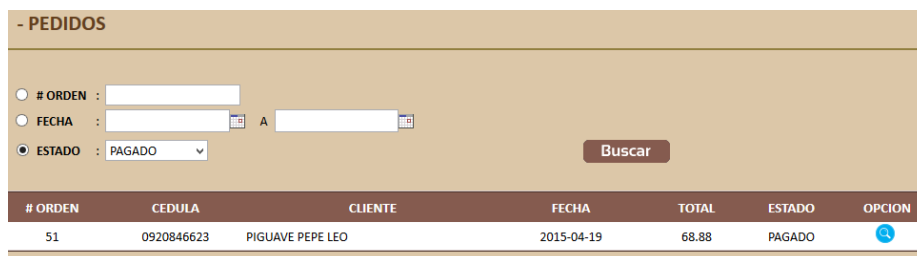 - PEDIDOS
# ORDEN :
FECHA : A
ESTADO : PAGADO
Buscar
# ORDEN CEDULA CLIENTE FECHA TOTAL ESTADO OPCION
51 0920846623 PIGUAVE PEPE LEO 2015-04-19 68.88 PAGADO